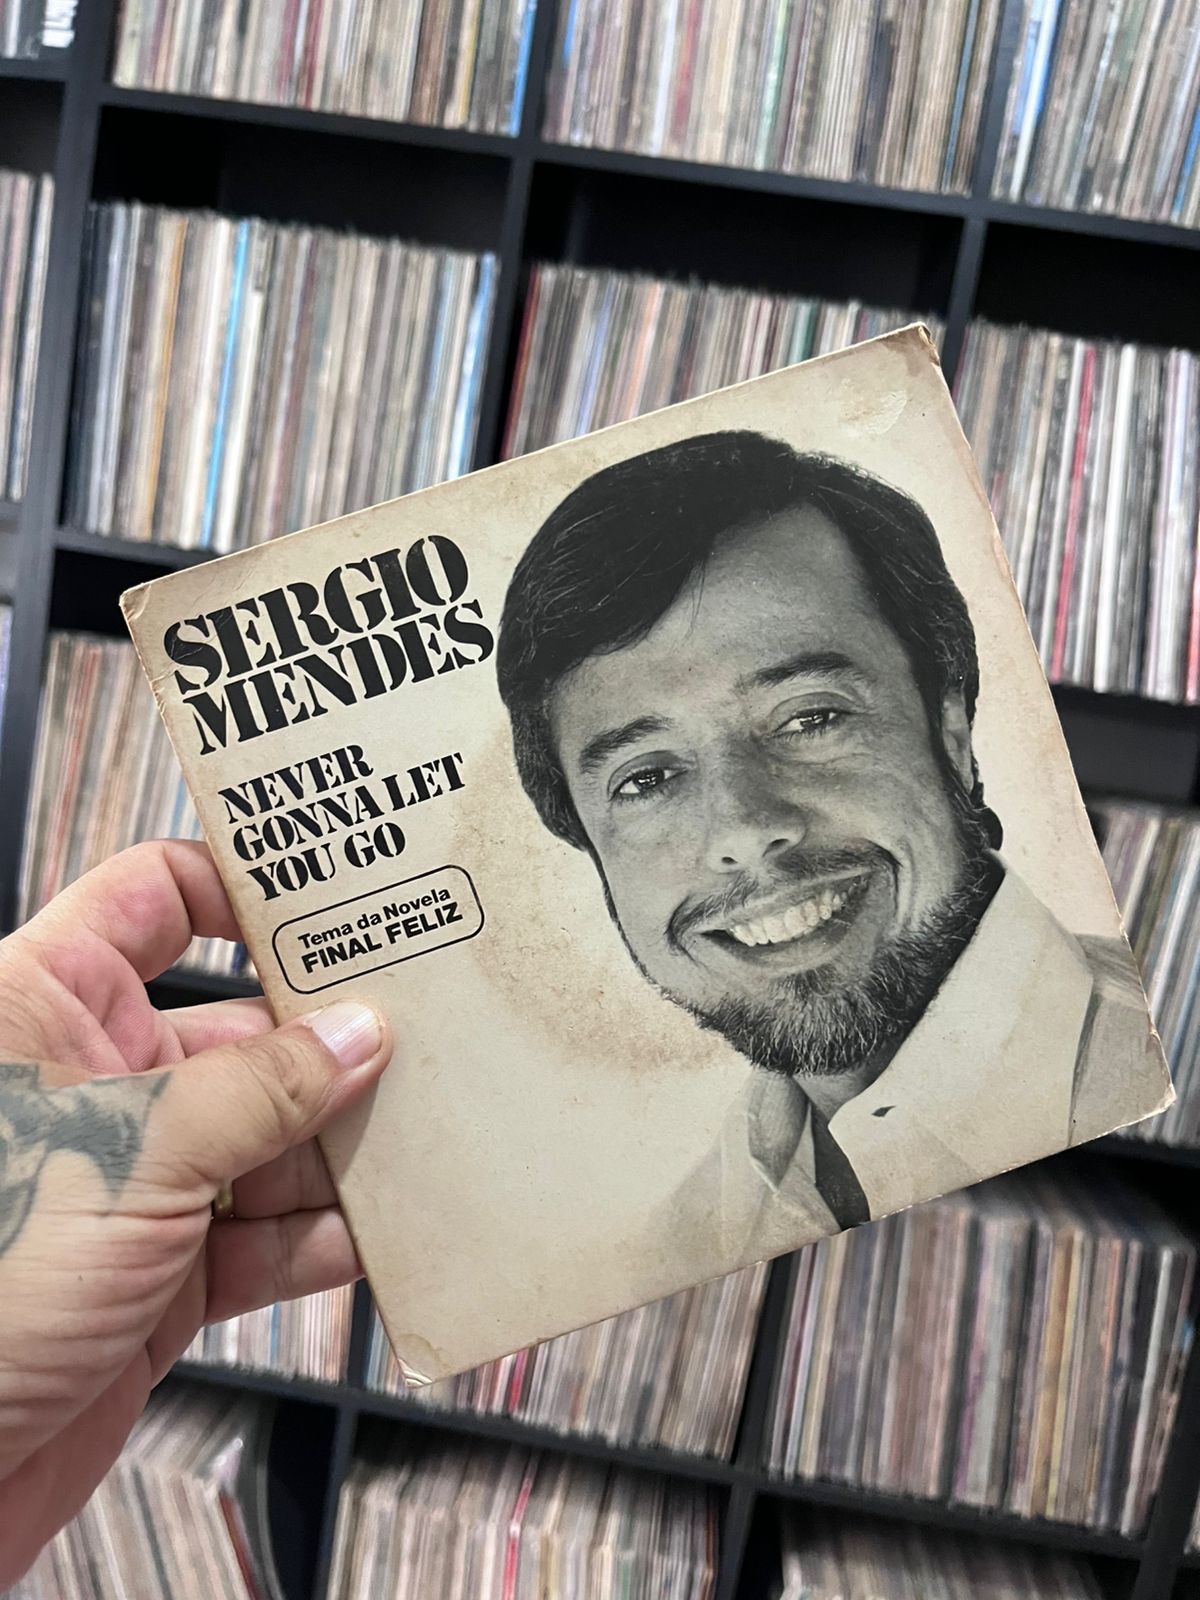 SERGIO
MENDES
NEVER
GONNA LET
YOU GO
Tema da Novela
FINAL FELIZ